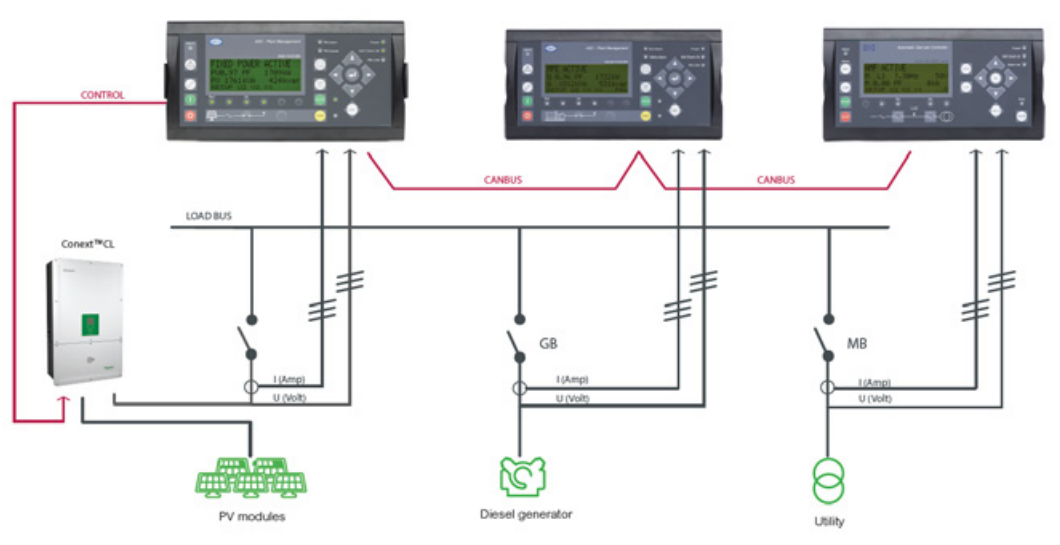 FIXED POWER ACTIVE
CONTROL
CANBUS
CANBUS
LOAD BUS
Conext™CL
GB
MB
I (Amp)
U (Volt)
I (Amp)
U (Volt)
I (Amp)
U (Volt)
PV modules
Diesel generator
Utility